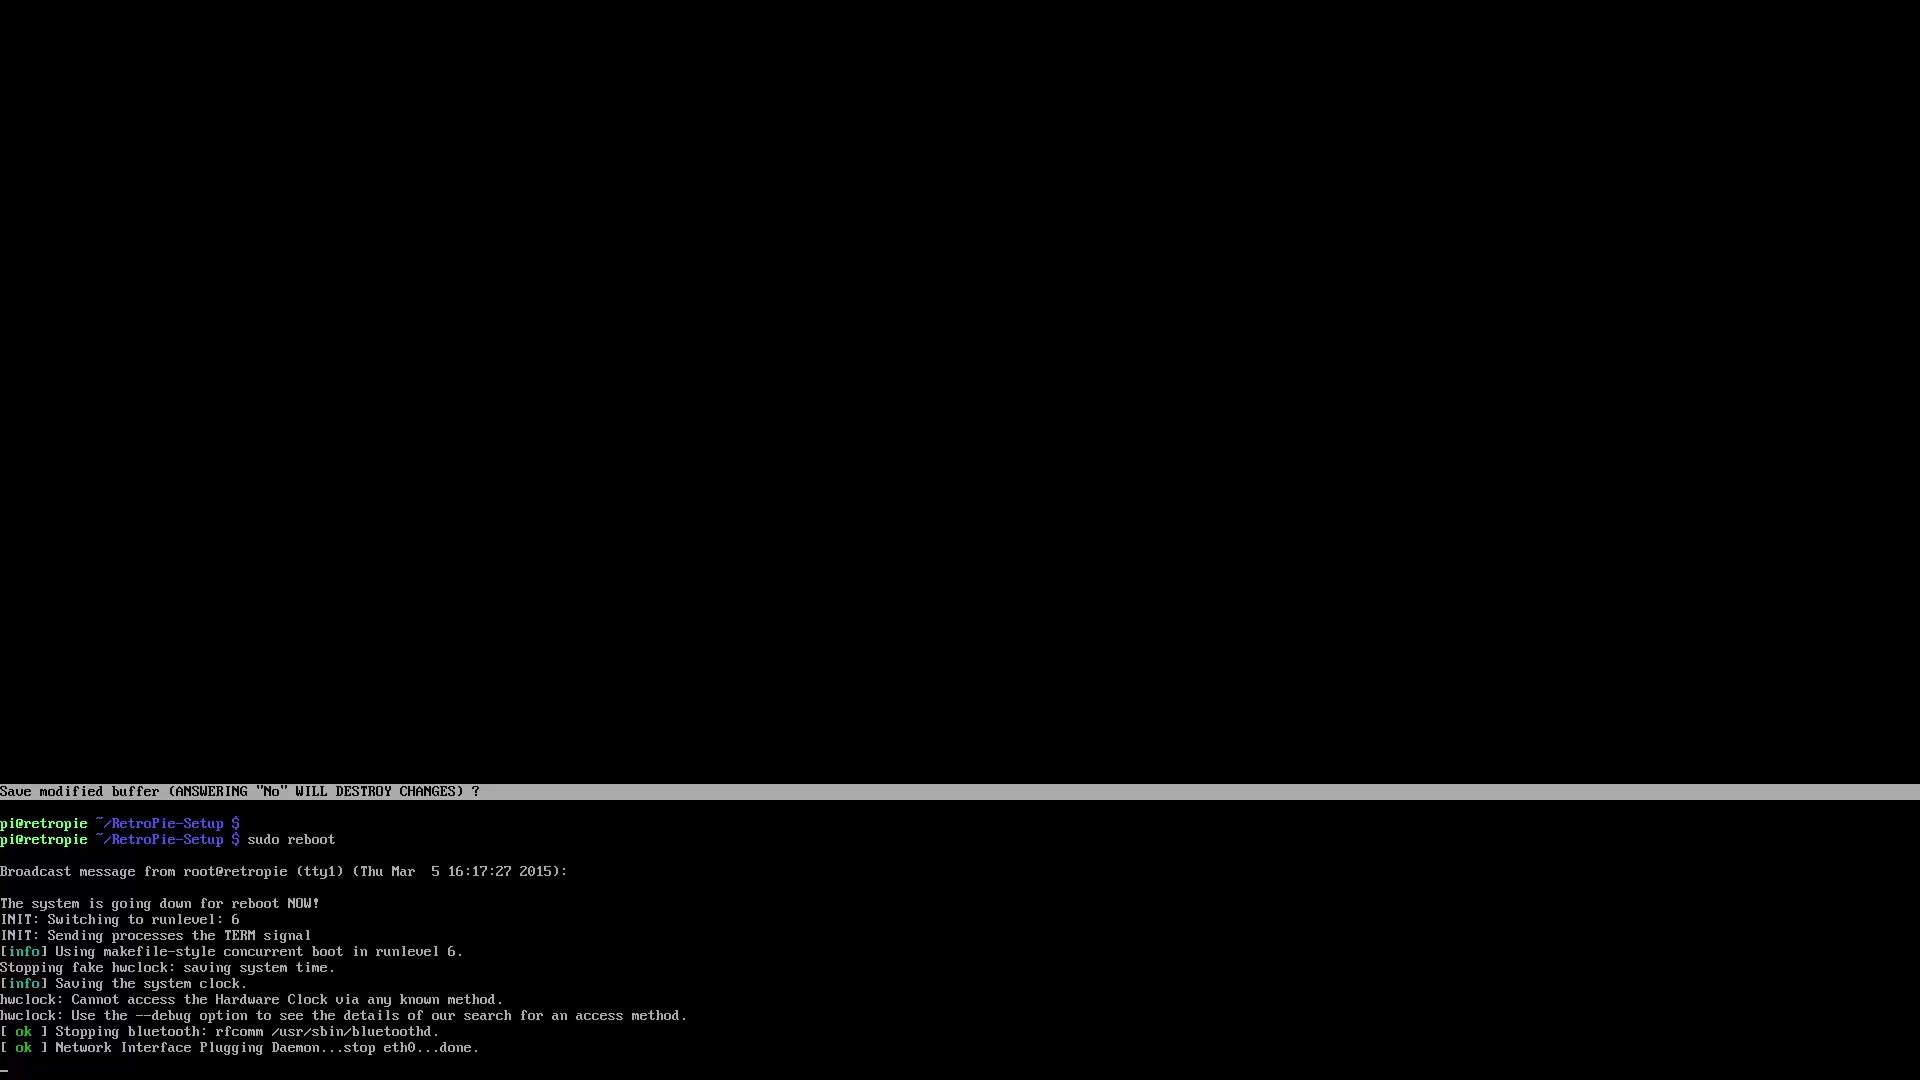 Save modified buffer (ANSWERING "No" WILL DESTROY CHANGES) ?
pi@retropie ~/RetroPie-Setup $
pi@retropie ~/RetroPie-Setup $ sudo reboot
Broadcast message from root@retropie (tty1) (Thu Mar  5 16:17:27 2015):
The system is going down for reboot NOW!
INIT: Switching to runlevel: 6
INIT: Sending processes the TERM signal
[info] Using makefile-style concurrent boot in runlevel 6.
Stopping fake hwclock: saving system time.
[info] Saving the system clock.
hwclock: Cannot access the Hardware Clock via any known method.
hwclock: Use the --debug option to see the details of our search for an access method.
[ ok ] Stopping bluetooth: rfcomm /usr/sbin/bluetoothd.
[ ok ] Network Interface Plugging Daemon...stop eth0...done.